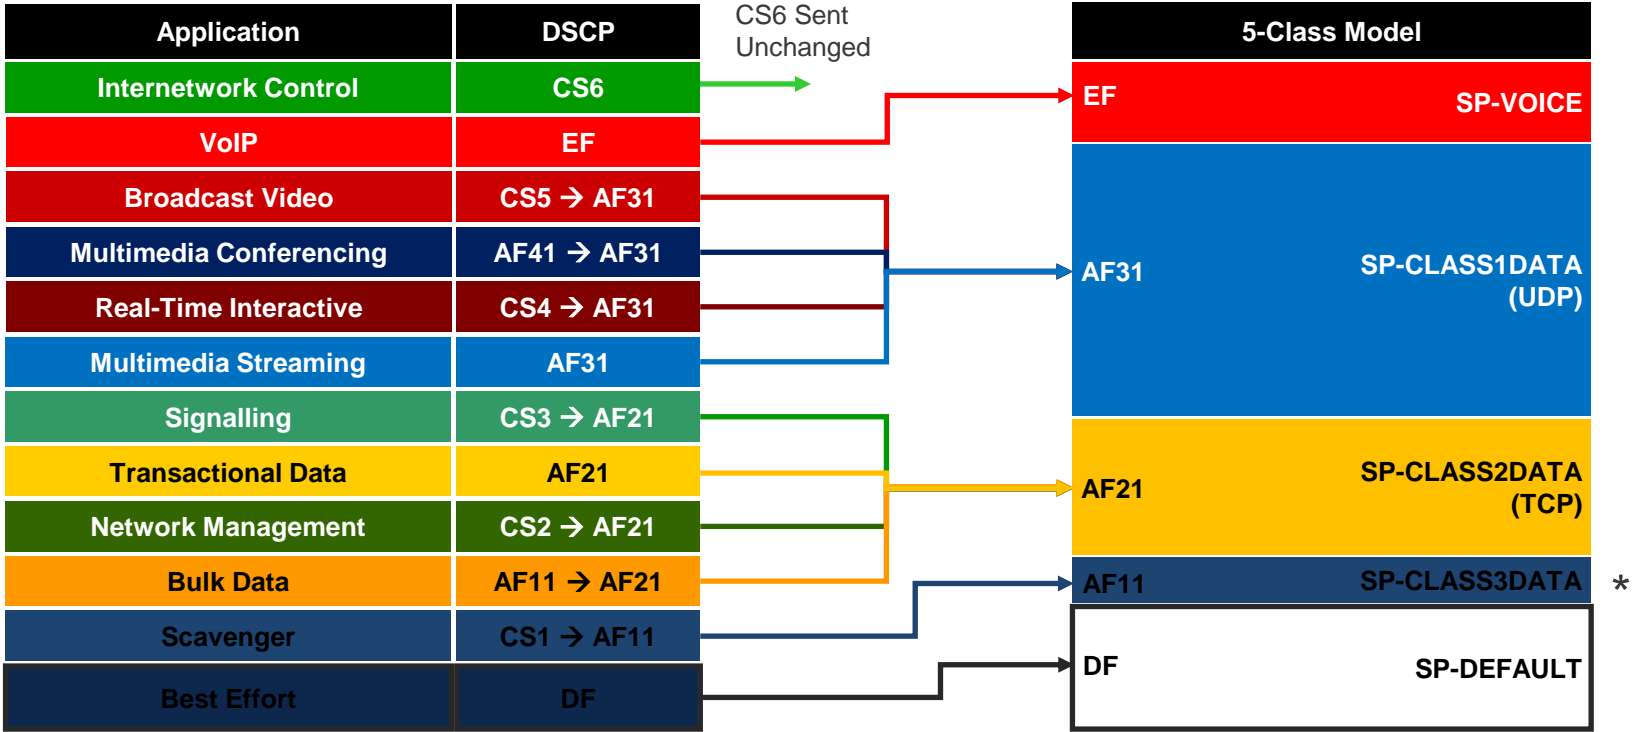 Application DSCP
CS6 Sent
Unchanged
5-Class Model
Internetwork Control CS6
VoIP EF
Broadcast Video CS5 → AF31
Multimedia Conferencing AF41 → AF31
Real-Time Interactive CS4 → AF31
Multimedia Streaming AF31
Signalling CS3 → AF21
Transactional Data AF21
Network Management CS2 → AF21
Bulk Data AF11 → AF21
Scavenger CS1 → AF11
Best Effort DF
EF SP-VOICE
AF31 SP-CLASS1DATA
(UDP)
AF21 SP-CLASS2DATA
(TCP)
AF11 SP-CLASS3DATA *
DF SP-DEFAULT